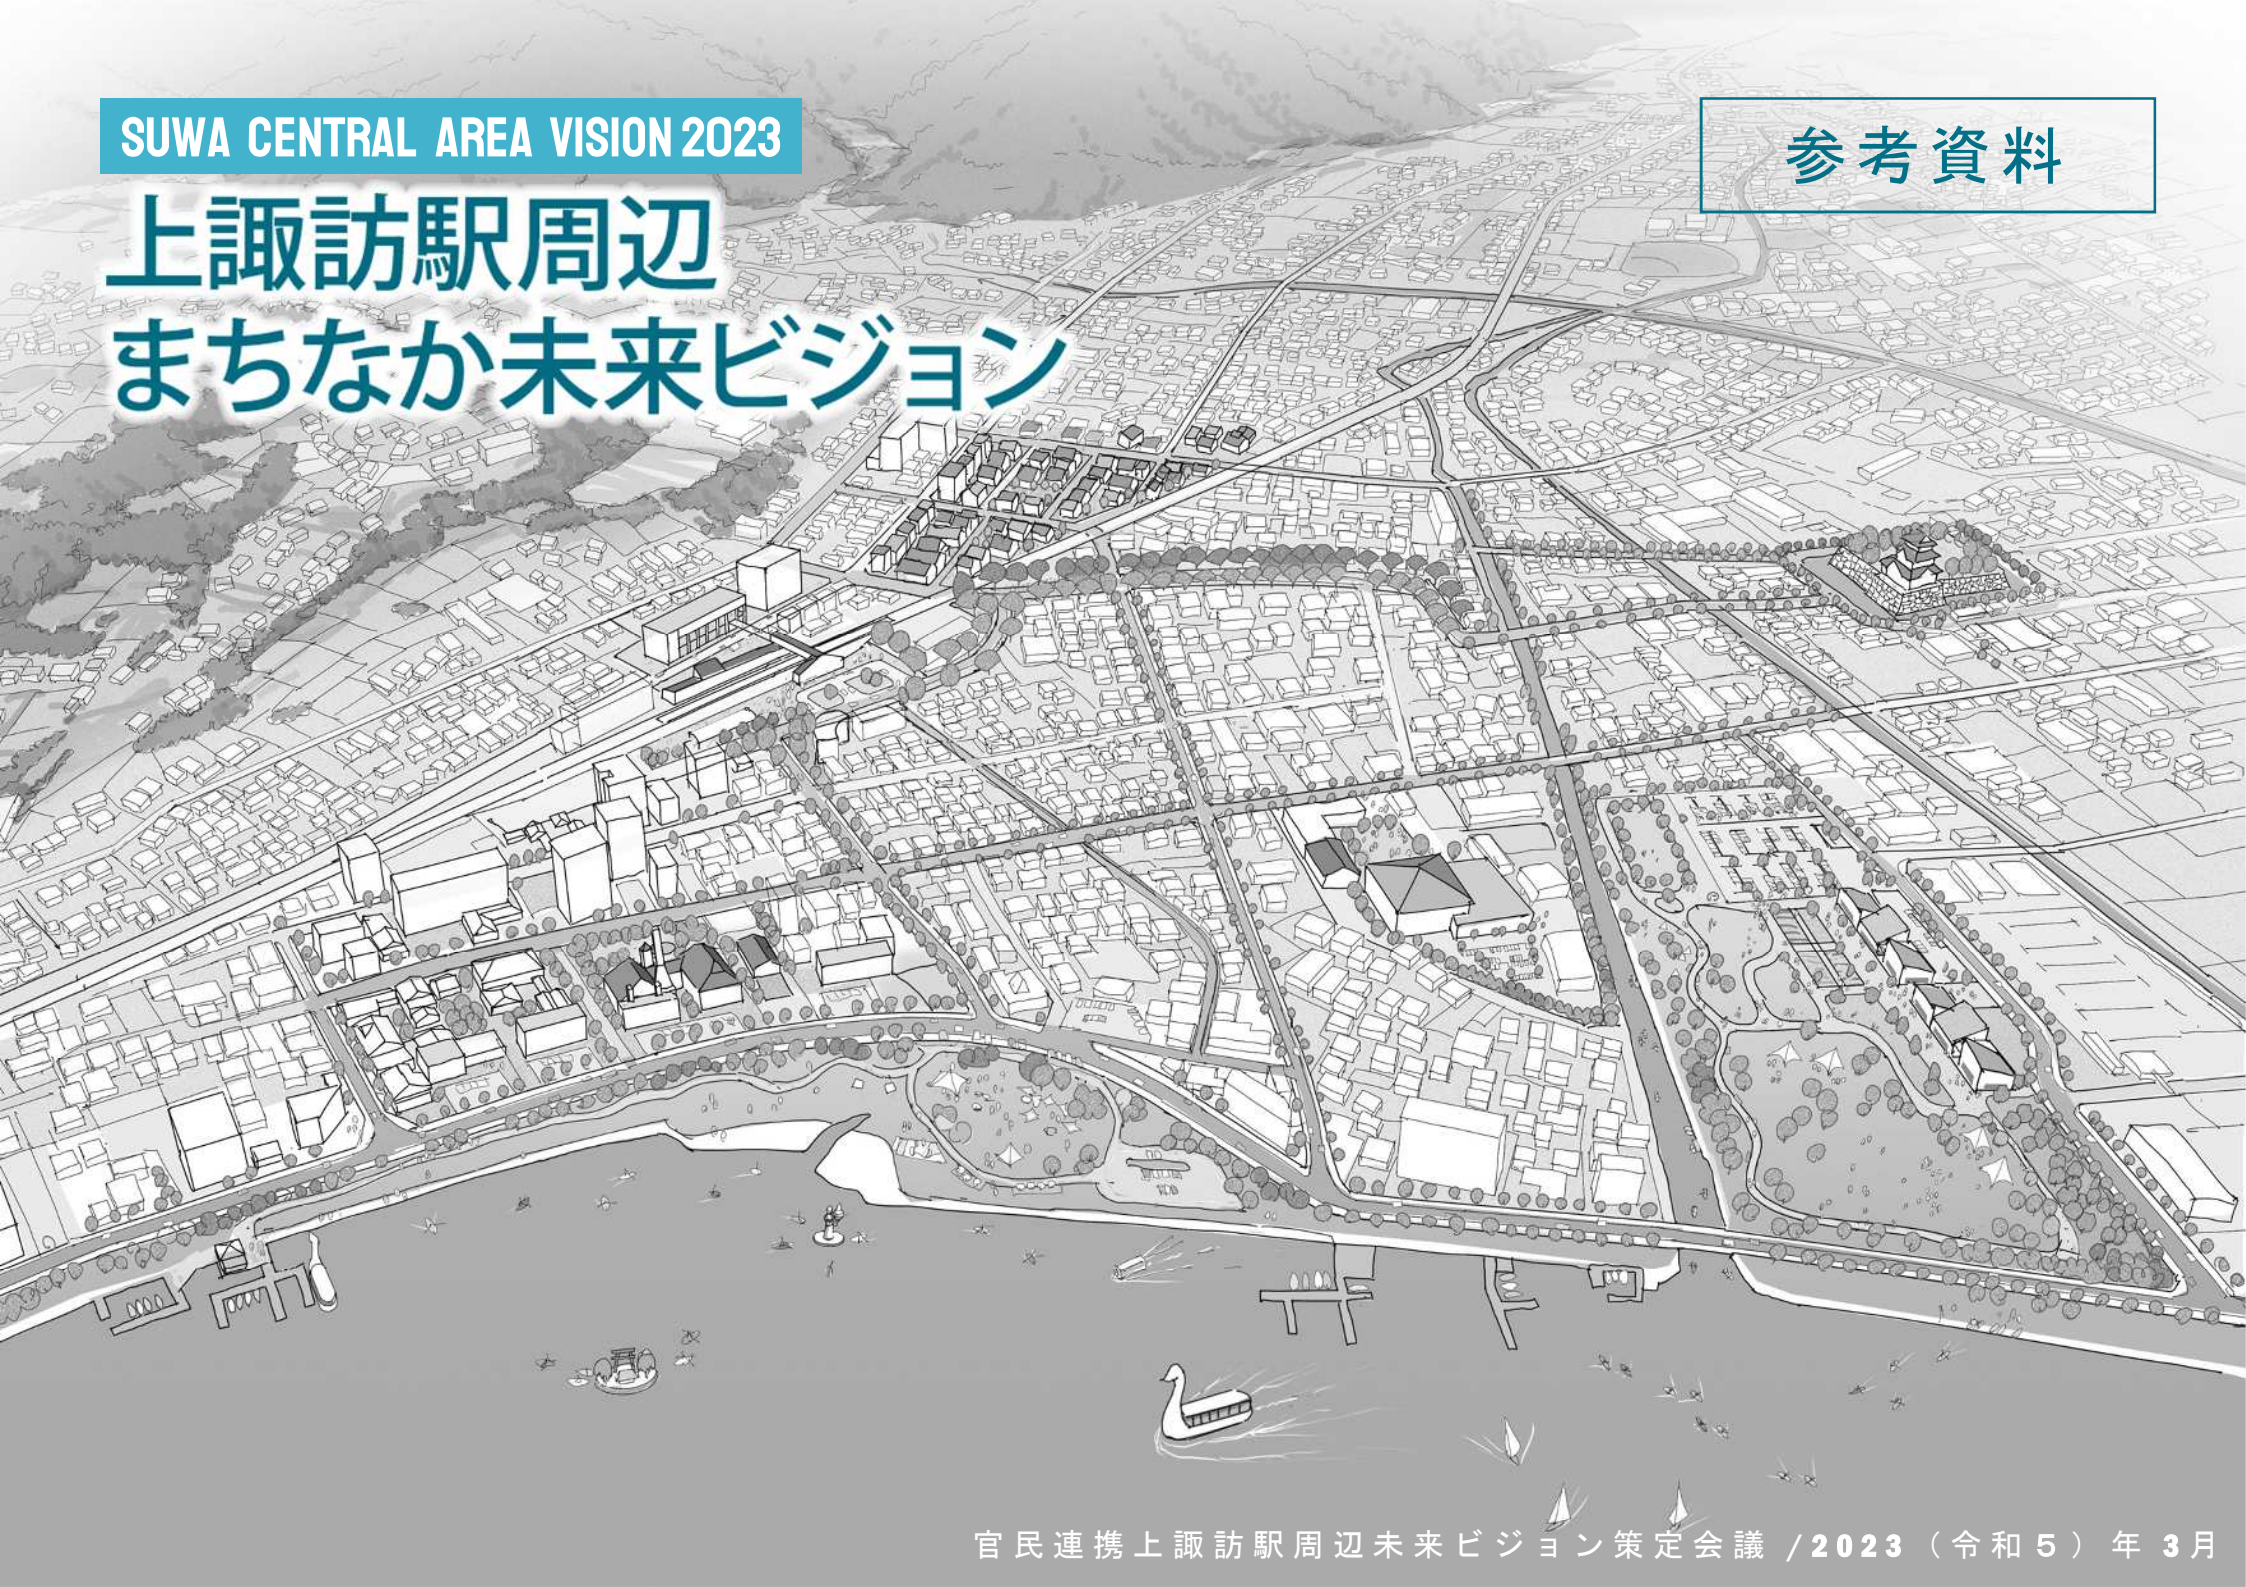 SUWA CENTRAL AREA VISION 2023
参考資料
上諏訪駅周辺
まちなか未来ビジョン
官民連携上諏訪駅周辺未来ビジョン策定会議 /2023（令和５）年 3月